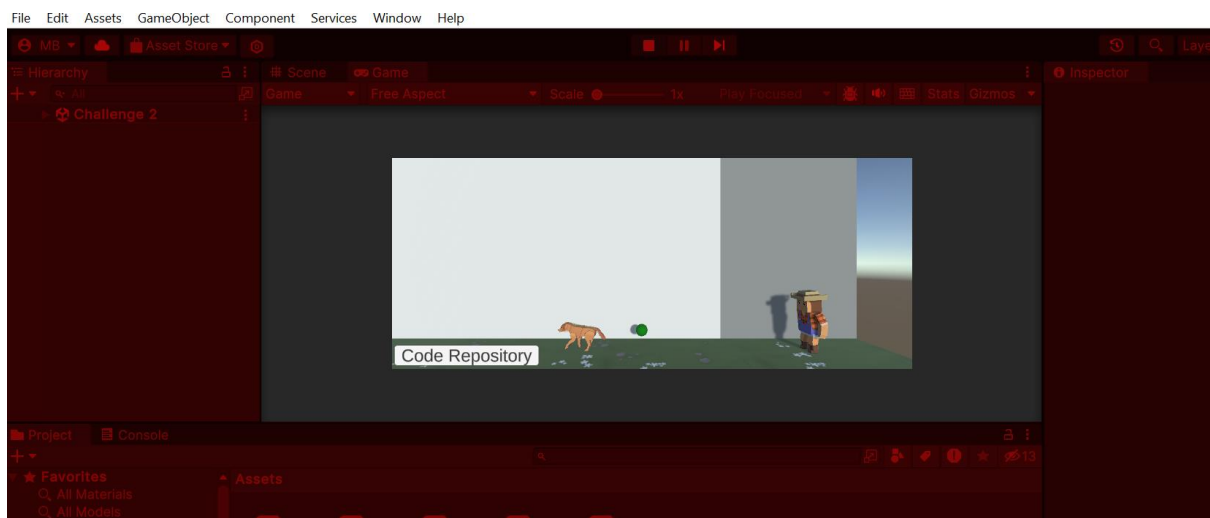 File Edit Assets GameObject Component Services Window Help
MB Asset Store Laye
Hierarchy Scene Game Inspector
All Game Free Aspect Scale 1x Play Focused Stats Gizmos
Challenge 2
Code Repository
Project Console
13
Favorites Assets
All Materials
All Models